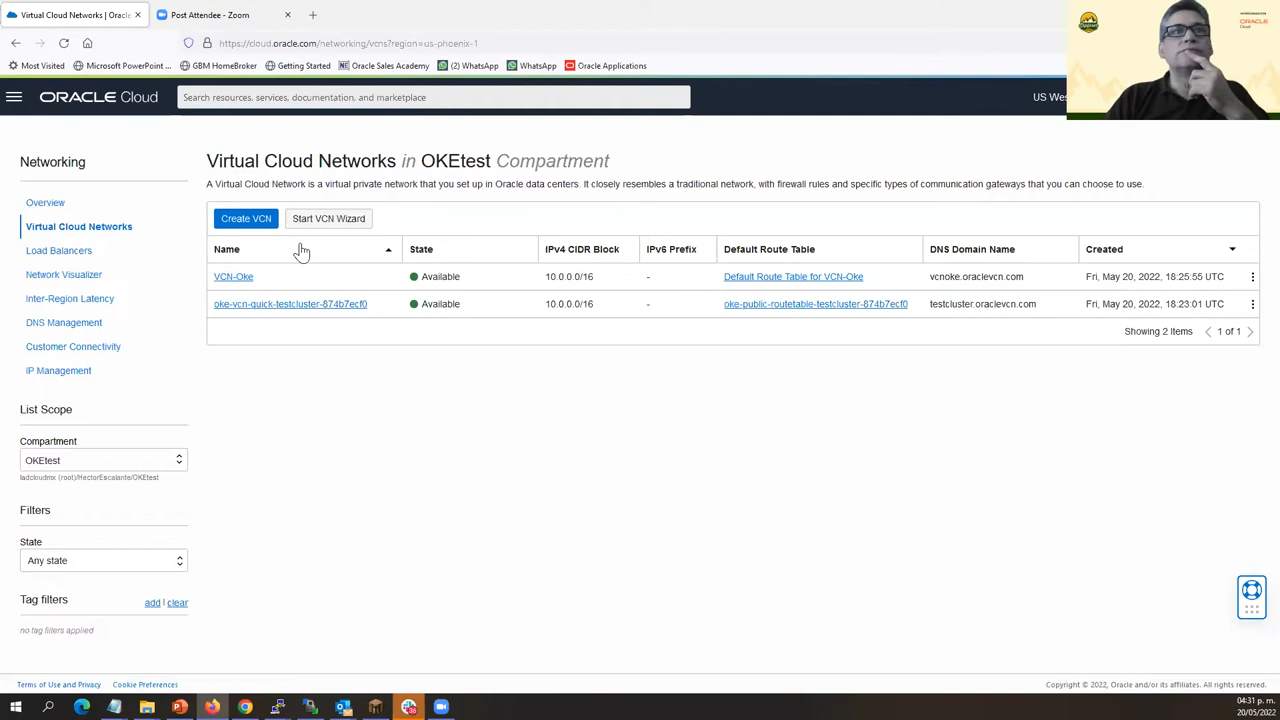 Virtual Cloud Networks | Oracle C
Post Attendee - Zoom
https://cloud.oracle.com/networking/vcns?region=us-phoenix-1
Most Visited
Microsoft PowerPoint ...
GBM HomeBroker
Getting Started
Oracle Sales Academy
(2) WhatsApp
WhatsApp
Oracle Applications
ORACLE Cloud
Search resources, services, documentation, and marketplace
US Wes
ORACLE
Cloud
Networking
Overview
Virtual Cloud Networks
Load Balancers
Network Visualizer
Inter-Region Latency
DNS Management
Customer Connectivity
IP Management
List Scope
Compartment
OKEtest
ladcloudmx (root)/HectorEscalante/OKEtest
Filters
State
Any state
Tag filters add | clear
no tag filters applied
Virtual Cloud Networks in OKEtest Compartment
A Virtual Cloud Network is a virtual private network that you set up in Oracle data centers. It closely resembles a traditional network, with firewall rules and specific types of communication gateways that you can choose to use.
Create VCN Start VCN Wizard
Name State IPv4 CIDR Block IPv6 Prefix Default Route Table DNS Domain Name Created
VCN-Oke Available 10.0.0.0/16 - Default Route Table for VCN-Oke vcnoke.oraclevcn.com Fri, May 20, 2022, 18:25:55 UTC
oke-vcn-quick-testcluster-874b7ecf0 Available 10.0.0.0/16 - oke-public-routetable-testcluster-874b7ecf0 testcluster.oraclevcn.com Fri, May 20, 2022, 18:23:01 UTC
Showing 2 Items 1 of 1
Terms of Use and Privacy Cookie Preferences
Copyright © 2022, Oracle and/or its affiliates. All rights reserved.
04:31 p. m.
20/05/2022